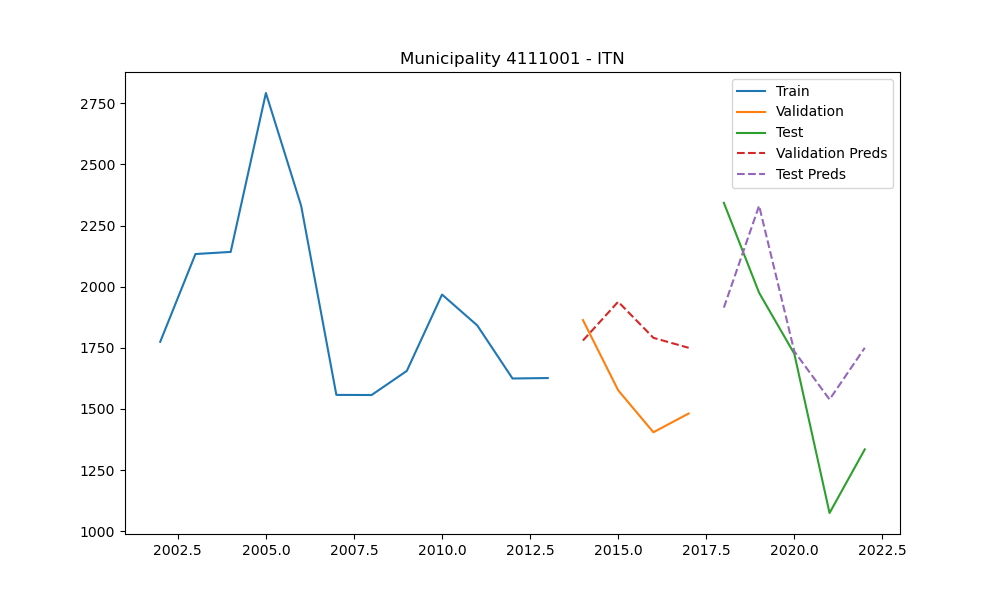 Municipality 4111001 - ITN
Train
Validation
Test
Validation Preds
Test Preds
2750
2500
2250
2000
1750
1500
1250
1000
2002.5 2005.0 2007.5 2010.0 2012.5 2015.0 2017.5 2020.0 2022.5